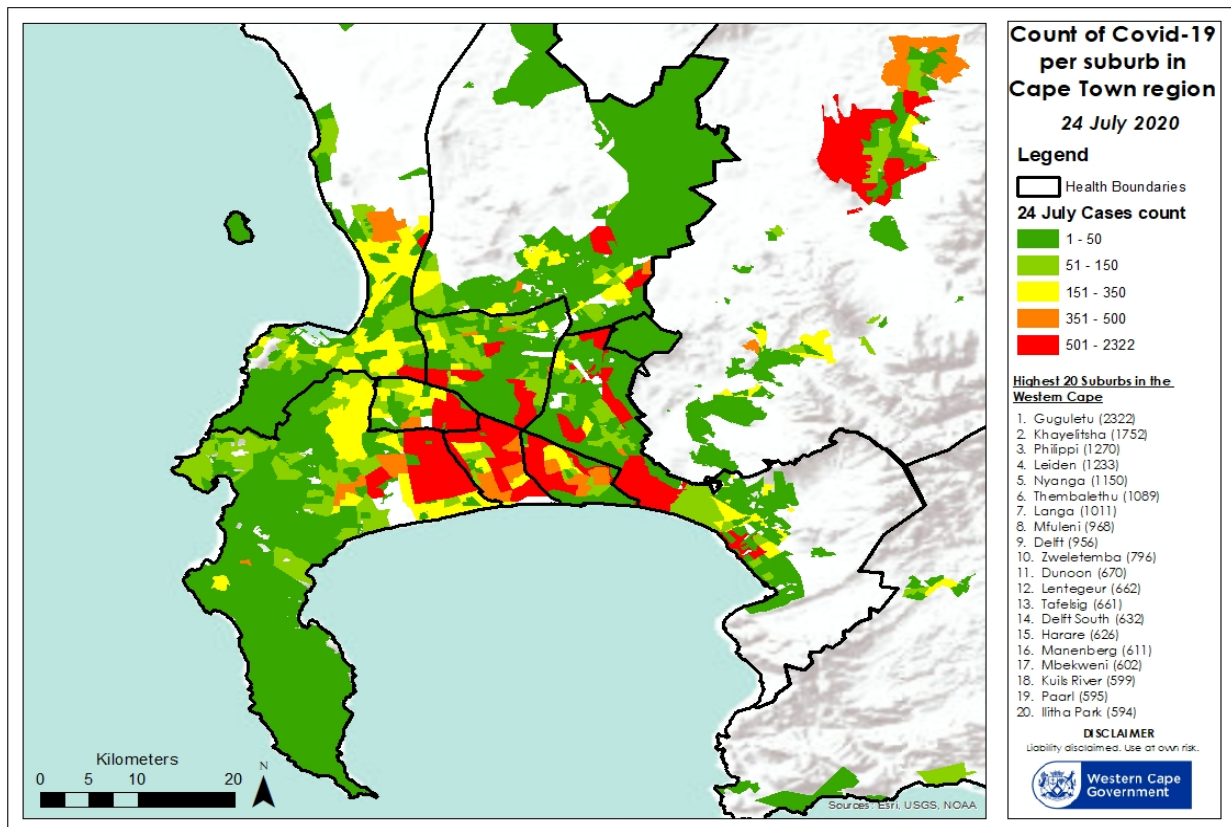 Count of Covid-19
per suburb in
Cape Town region
24 July 2020
Legend
Health Boundaries
24 July Cases count
1 - 50
51 - 150
151 - 350
351 - 500
501 - 2322
Highest 20 Suburbs in the
Western Cape
1. Guguletu (2322)
2. Khayelitsha (1752)
3. Philippi (1270)
4. Leiden (1233)
5. Nyanga (1150)
6. Thembalethu (1089)
7. Langa (1011)
8. Mfuleni (968)
9. Delft (956)
10. Zweletemba (796)
11. Dunoon (670)
12. Lentegeur (662)
13. Tafelsig (661)
14. Delft South (632)
15. Harare (626)
16. Manenberg (611)
17. Mbekweni (602)
18. Kuils River (599)
19. Paarl (595)
20. Ilitha Park (594)
DISCLAIMER
Liability disclaimed. Use at own risk.
Western Cape
Government
Kilometers
0 5 10 20
N
Sources: Esri, USGS, NOAA